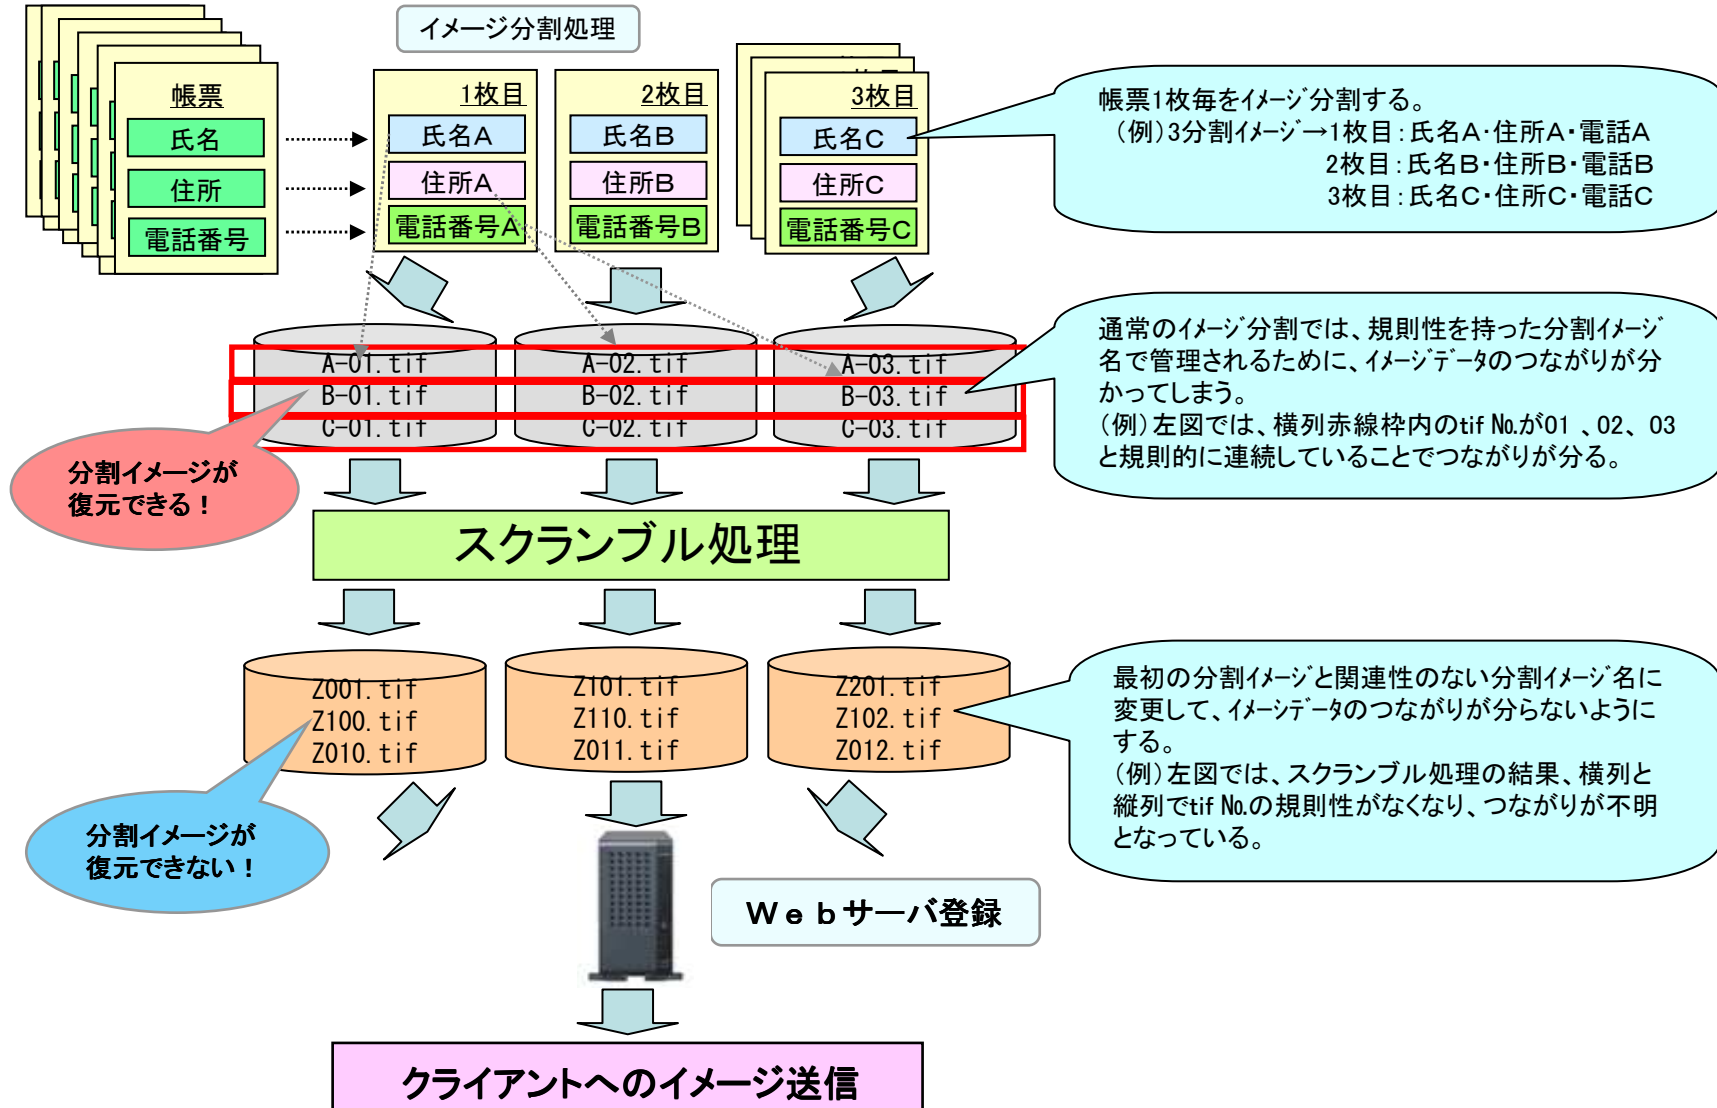 イメージ分割処理
帳票
氏名
住所
電話番号
1枚目
氏名A
住所A
電話番号A
2枚目
氏名B
住所B
電話番号B
3枚目
氏名C
住所C
電話番号C
帳票1枚毎をイメージ分割する。
(例)3分割イメージ→1枚目:氏名A・住所A・電話A
2枚目:氏名B・住所B・電話B
3枚目:氏名C・住所C・電話C
A-01.tif
B-01.tif
C-01.tif
A-02.tif
B-02.tif
C-02.tif
A-03.tif
B-03.tif
C-03.tif
通常のイメージ分割では、規則性を持った分割イメージ
名で管理されるために、イメージデータのつながりが分
かってしまう。
(例)左図では、横列赤線枠内のtif No.が01 、02、 03
と規則的に連続していることでつながりが分る。
分割イメージが
復元できる！
スクランブル処理
Z001.tif
Z100.tif
Z010.tif
Z101.tif
Z110.tif
Z011.tif
Z201.tif
Z102.tif
Z012.tif
最初の分割イメージと関連性のない分割イメージ名に
変更して、イメーシデータのつながりが分らないように
する。
(例)左図では、スクランブル処理の結果、横列と
縦列でtif No.の規則性がなくなり、つながりが不明
となっている。
分割イメージが
復元できない！
Ｗｅｂサーバ登録
クライアントへのイメージ送信